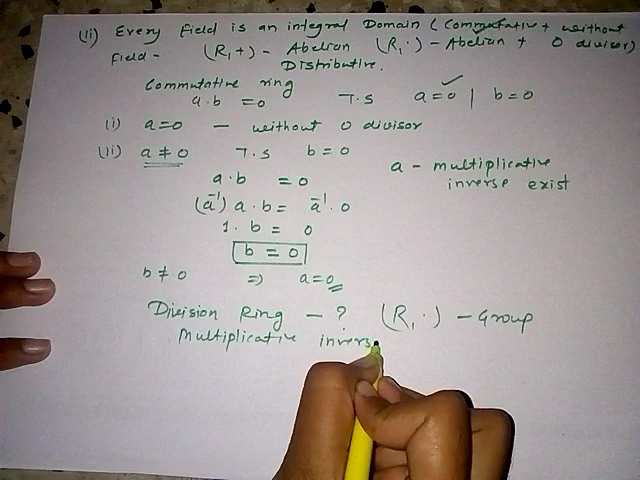 (ii) Every Field is an integral Domain (Commutative + without 0 divisor)
Field - (R, +) - Abelian (R, ·) - Abelian +
Distributive.
Commutative ring
a·b = 0 T.S a=0 | b=0
(i) a=0 - without 0 divisor
(ii) a ≠ 0 T.S b=0
a - multiplicative
inverse exist
a·b = 0
(a⁻¹) a·b = a⁻¹·0
1·b = 0
b = 0
b ≠ 0 ⇒ a=0
Division Ring - ? (R, ·) - Group
Multiplicative invers